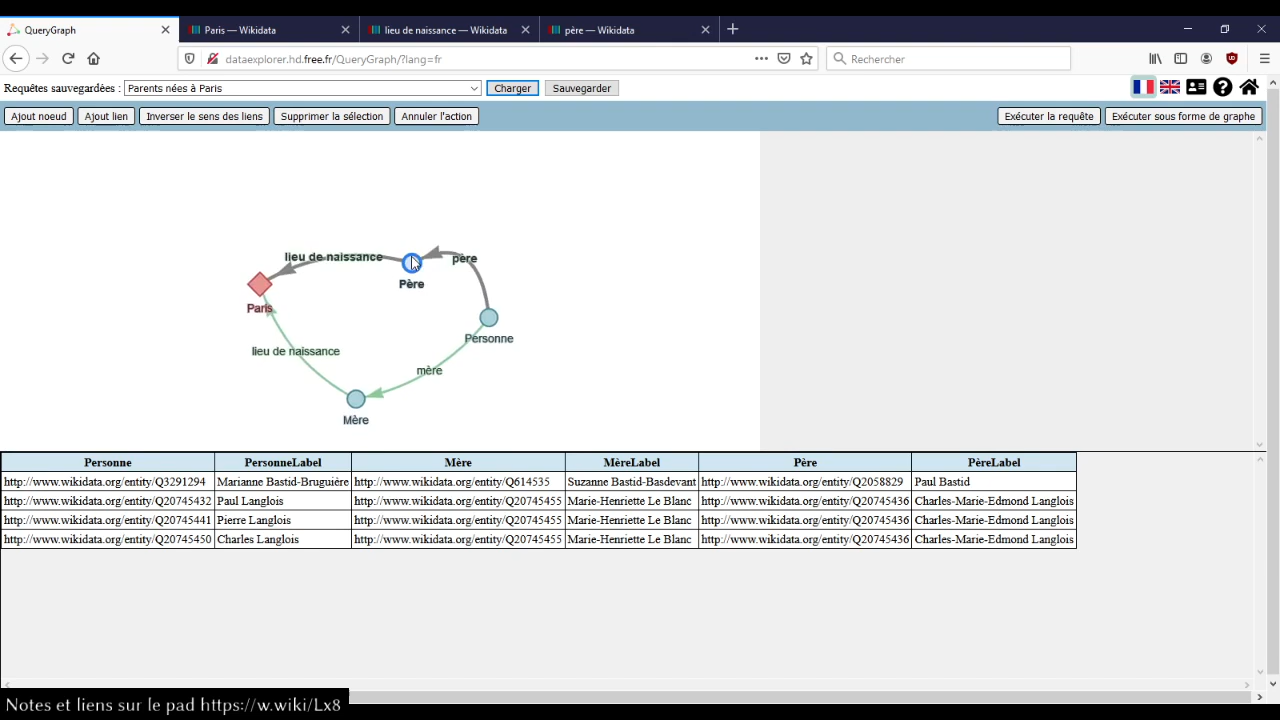 QueryGraph
Paris — Wikidata
lieu de naissance — Wikidata
père — Wikidata
dataexplorer.hd.free.fr/QueryGraph/?lang=fr
Rechercher
Requêtes sauvegardées : Parents nées à Paris Charger Sauvegarder
Ajout noeud Ajout lien Inverser le sens des liens Supprimer la sélection Annuler l'action Exécuter la requête Exécuter sous forme de graphe
lieu de naissance
père
Père
Paris
Personne
lieu de naissance
mère
Mère
Personne PersonneLabel Mère MèreLabel Père PèreLabel
http://www.wikidata.org/entity/Q3291294 Marianne Bastid-Bruguière http://www.wikidata.org/entity/Q614535 Suzanne Bastid-Basdevant http://www.wikidata.org/entity/Q2058829 Paul Bastid
http://www.wikidata.org/entity/Q20745432 Paul Langlois http://www.wikidata.org/entity/Q20745455 Marie-Henriette Le Blanc http://www.wikidata.org/entity/Q20745436 Charles-Marie-Edmond Langlois
http://www.wikidata.org/entity/Q20745441 Pierre Langlois http://www.wikidata.org/entity/Q20745455 Marie-Henriette Le Blanc http://www.wikidata.org/entity/Q20745436 Charles-Marie-Edmond Langlois
http://www.wikidata.org/entity/Q20745450 Charles Langlois http://www.wikidata.org/entity/Q20745455 Marie-Henriette Le Blanc http://www.wikidata.org/entity/Q20745436 Charles-Marie-Edmond Langlois
Notes et liens sur le pad https://w.wiki/Lx8